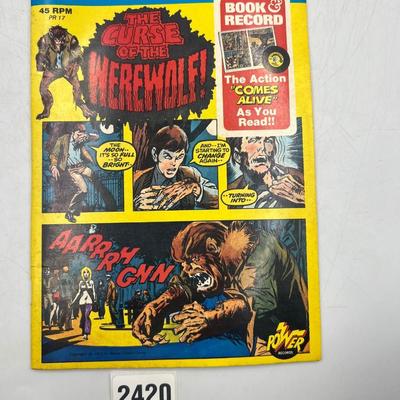 45 RPM
PR 17
THE
CURSE
OF THE
WEREWOLF!
BOOK &
RECORD
The Action
"COMES
ALIVE"
As You
Read!!
THE
MOON--
IT'S SO FULL
--SO
BRIGHT--
AND--I'M
STARTING TO
CHANGE
AGAIN--
--TURNING
INTO--
AARRRGH
GNN
POWER
RECORDS
2420